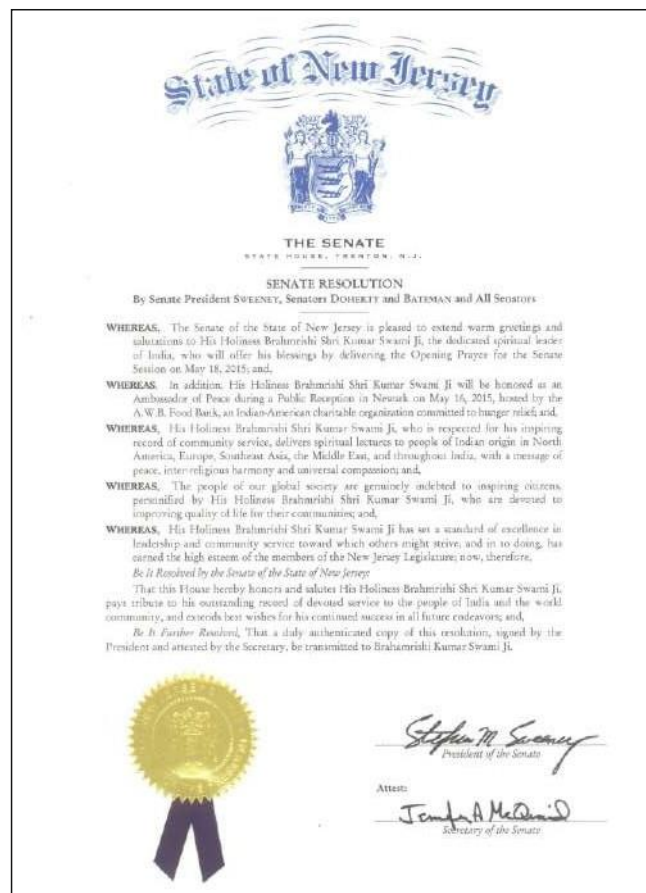 State of New Jersey
THE SENATE
STATE HOUSE, TRENTON, N.J.
SENATE RESOLUTION
By Senate President SWEENEY, Senators DOHERTY and BATEMAN and All Senators
WHEREAS, The Senate of the State of New Jersey is pleased to extend warm greetings and
salutations to His Holiness Brahmrishi Shri Kumar Swami Ji, the dedicated spiritual leader
of India, who will offer his blessings by delivering the Opening Prayer for the Senate
Session on May 18, 2015; and,
WHEREAS, In addition, His Holiness Brahmrishi Shri Kumar Swami Ji will be honored as an
Ambassador of Peace during a Public Reception in Newark on May 16, 2015, hosted by the
A.W.B. Food Bank, an Indian-American charitable organization committed to hunger relief; and,
WHEREAS, His Holiness Brahmrishi Shri Kumar Swami Ji, who is respected for his inspiring
record of community service, delivers spiritual lectures to people of Indian origin in North
America, Europe, Southeast Asia, the Middle East, and throughout India, with a message of
peace, inter-religious harmony and universal compassion; and,
WHEREAS, The people of our global society are genuinely indebted to inspiring citizens,
personified by His Holiness Brahmrishi Shri Kumar Swami Ji, who are devoted to
improving quality of life for their communities; and,
WHEREAS, His Holiness Brahmrishi Shri Kumar Swami Ji has set a standard of excellence in
leadership and community service toward which others might strive, and in to doing, has
earned the high esteem of the members of the New Jersey Legislature; now, therefore,
Be It Resolved by the Senate of the State of New Jersey:
That this House hereby honors and salutes His Holiness Brahmrishi Shri Kumar Swami Ji,
pays tribute to his outstanding record of devoted service to the people of India and the world
community, and extends best wishes for his continued success in all future endeavors; and,
Be It Further Resolved, That a duly authenticated copy of this resolution, signed by the
President and attested by the Secretary, be transmitted to Brahamrishi Kumar Swami Ji.
Stephen M Sweeney
President of the Senate
Attest:
Jennifer A McQuaid
Secretary of the Senate